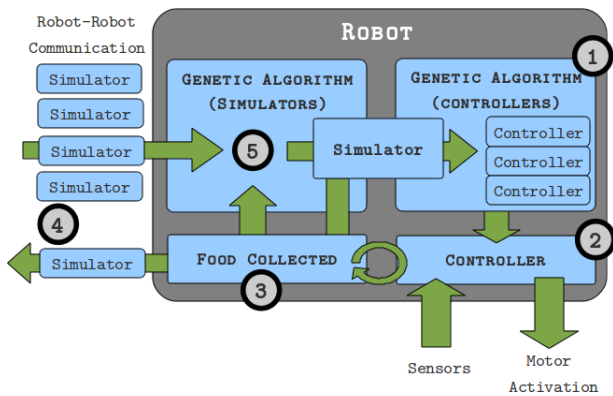 Robot-Robot
Communication
ROBOT
1
Simulator
Simulator
Simulator
Simulator
GENETIC ALGORITHM
(SIMULATORS)
5
Simulator
GENETIC ALGORITHM
(CONTROLLERS)
Controller
Controller
Controller
4
Simulator
FOOD COLLECTED
3
2
CONTROLLER
Sensors
Motor
Activation